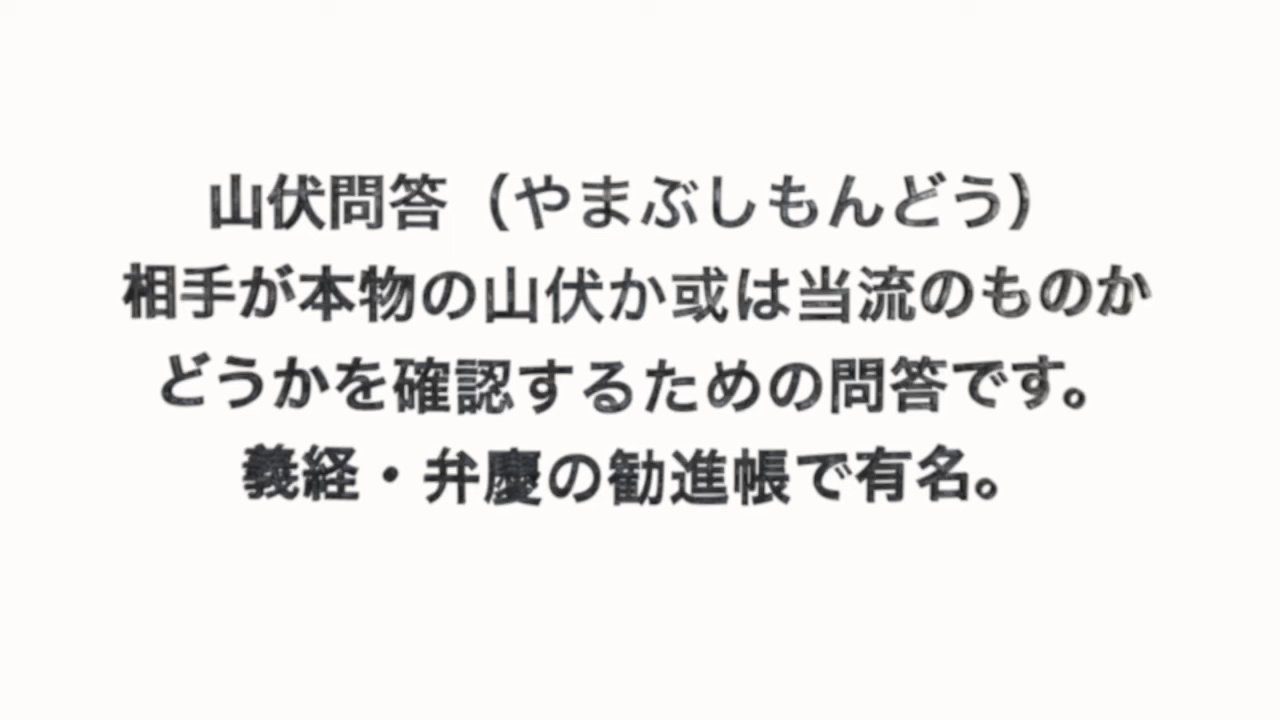 山伏問答（やまぶしもんどう）
相手が本物の山伏か或は当流のものか
どうかを確認するための問答です。
義経・弁慶の勧進帳で有名。